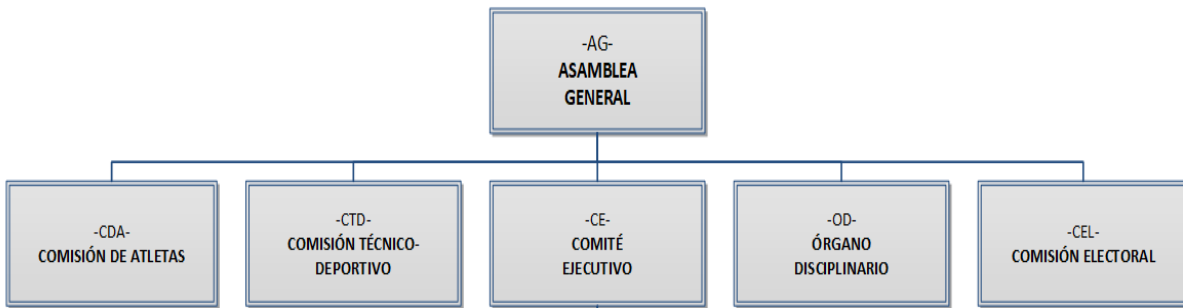 -AG-
ASAMBLEA
GENERAL
-CDA-
COMISIÓN DE ATLETAS
-CTD-
COMISIÓN TÉCNICO-
DEPORTIVO
-CE-
COMITÉ
EJECUTIVO
-OD-
ÓRGANO
DISCIPLINARIO
-CEL-
COMISIÓN ELECTORAL